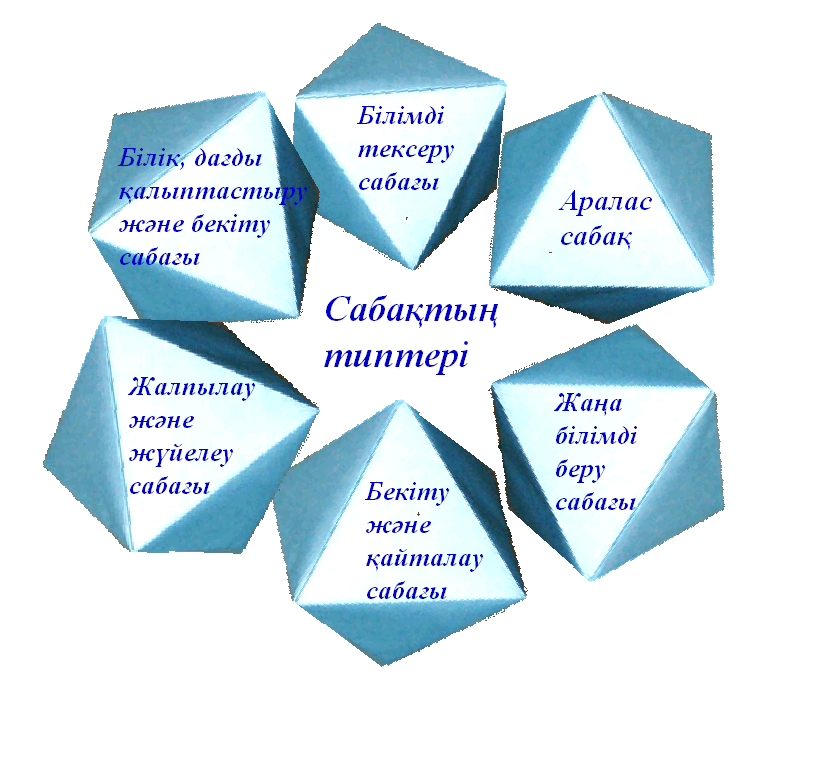 Білімді
тексеру
сабағы
Аралас
сабақ
Жаңа
білімді
беру
сабағы
Бекіту
және
қайталау
сабағы
Жалпылау
және
жүйелеу
сабағы
Білік, дағды
қалыптастыру
және бекіту
сабағы
Сабақтың
типтері